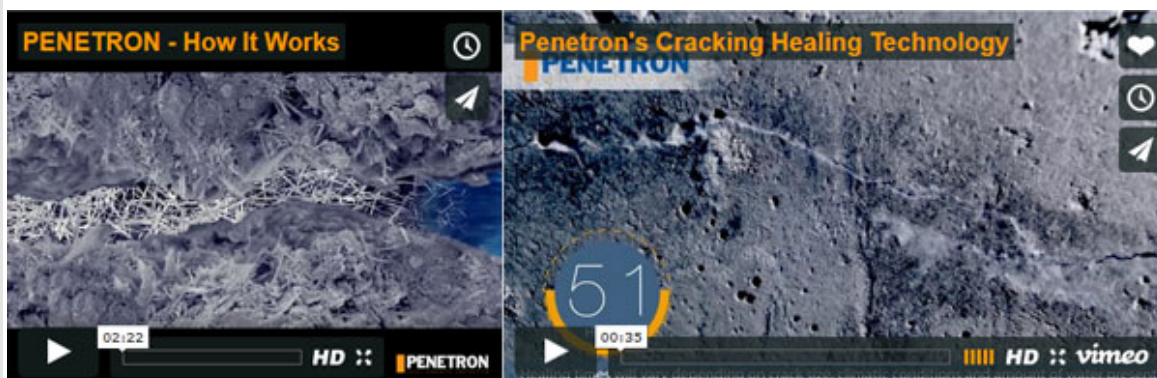 PENETRON - How It Works
02:22
HD
PENETRON
Penetron's Cracking Healing Technology
PENETRON
51
00:35
HD
vimeo